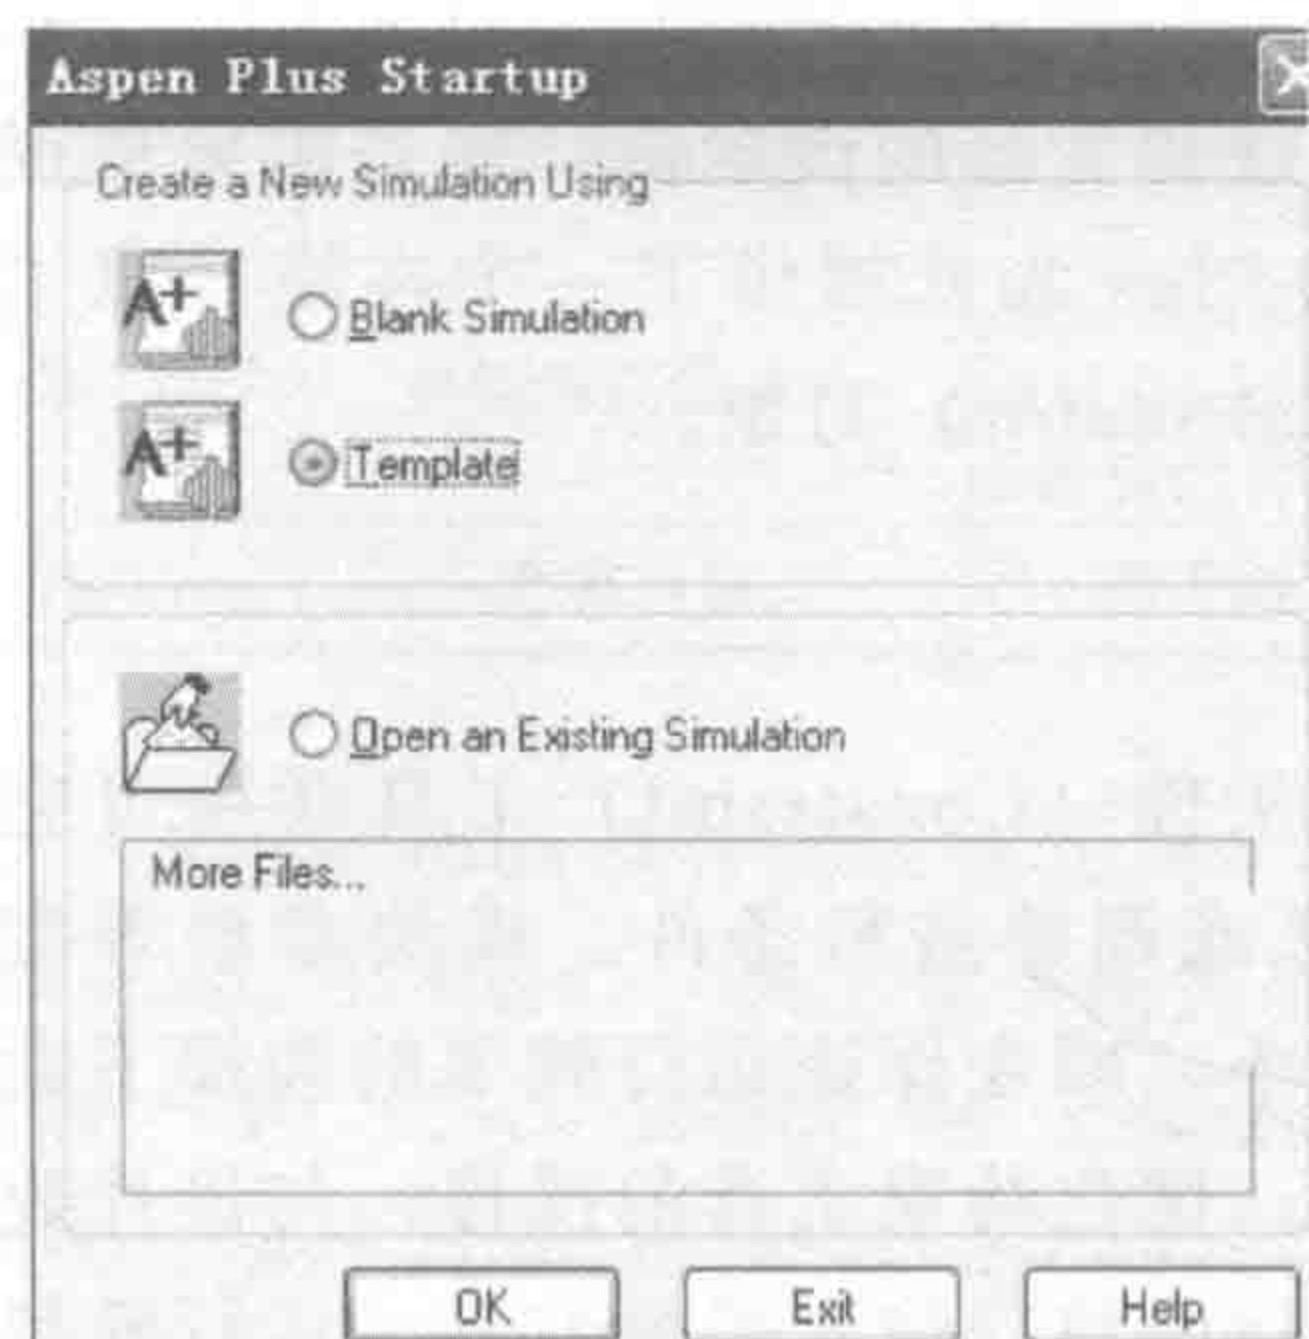 Aspen Plus Startup
Create a New Simulation Using
A+
Blank Simulation
A+
Template
Open an Existing Simulation
More Files...
OK
Exit
Help